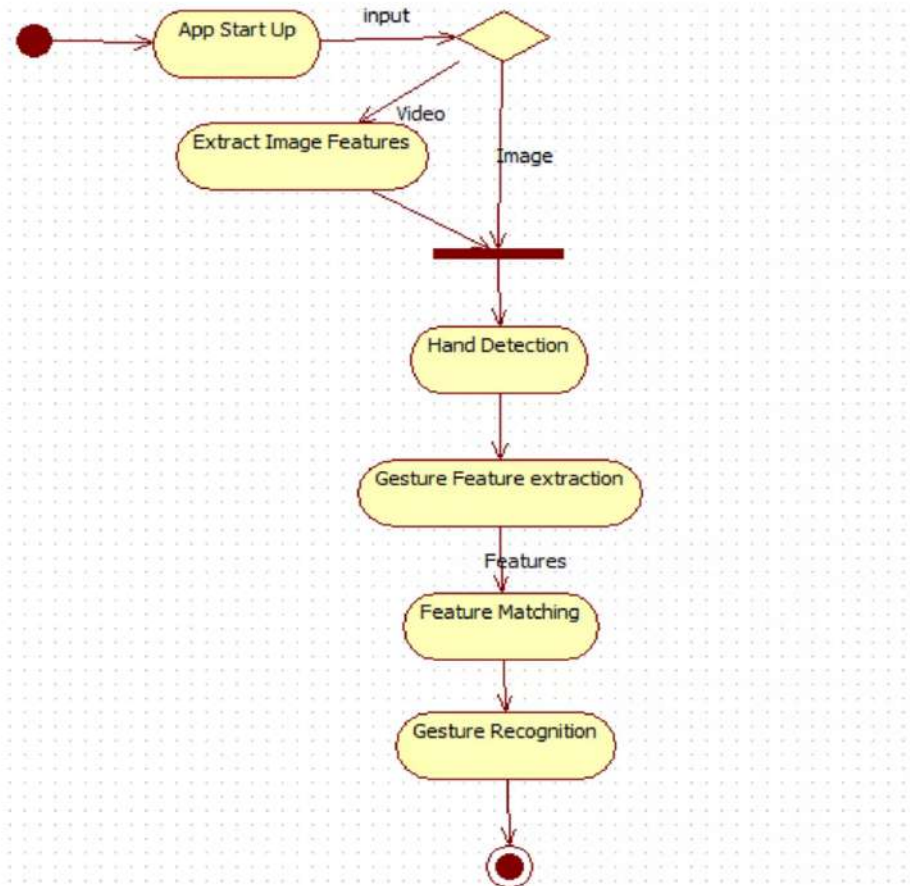 input
App Start Up
Video
Extract Image Features
Image
Hand Detection
Gesture Feature extraction
Features
Feature Matching
Gesture Recognition